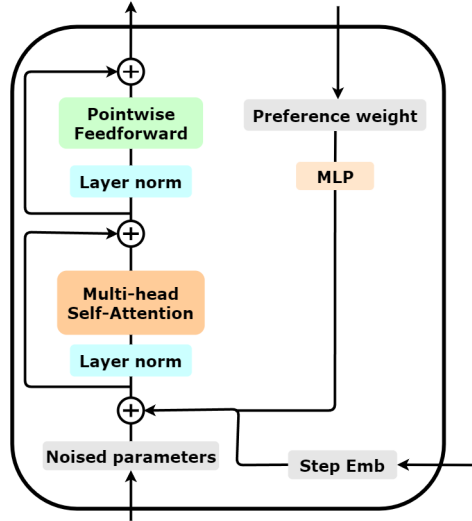 Pointwise
Feedforward
Layer norm
Multi-head
Self-Attention
Layer norm
Noised parameters
Preference weight
MLP
Step Emb